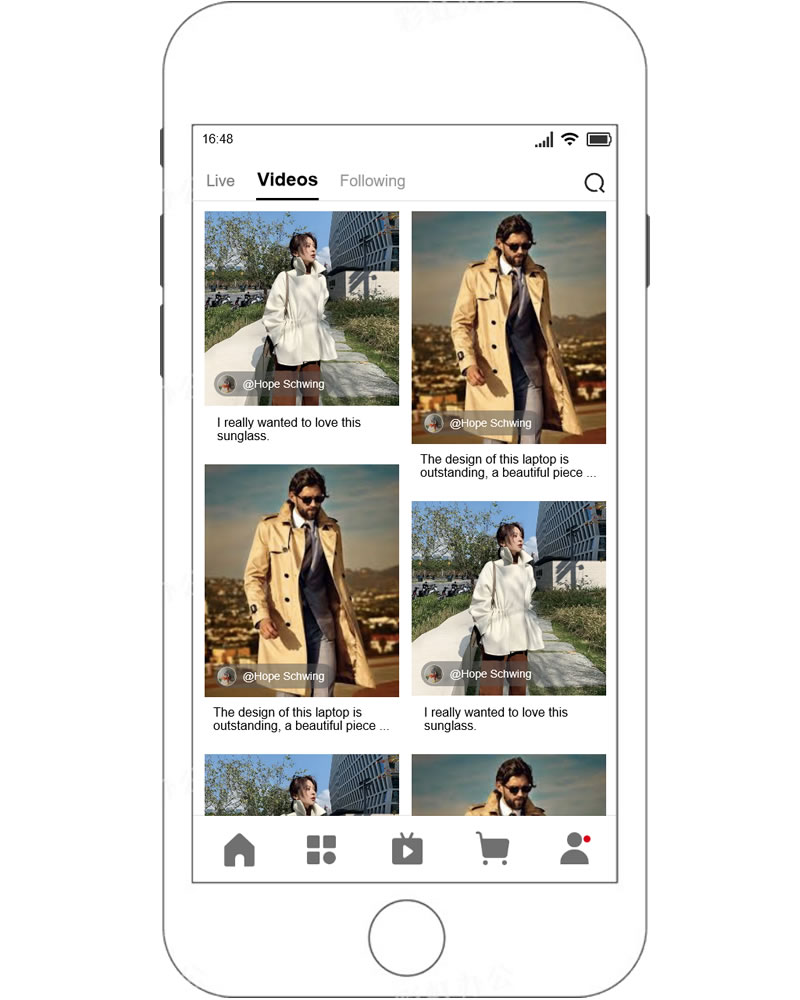 16:48
Live
Videos
Following
@Hope Schwing
I really wanted to love this
sunglass.
@Hope Schwing
The design of this laptop is
outstanding, a beautiful piece ...
@Hope Schwing
The design of this laptop is
outstanding, a beautiful piece ...
@Hope Schwing
I really wanted to love this
sunglass.